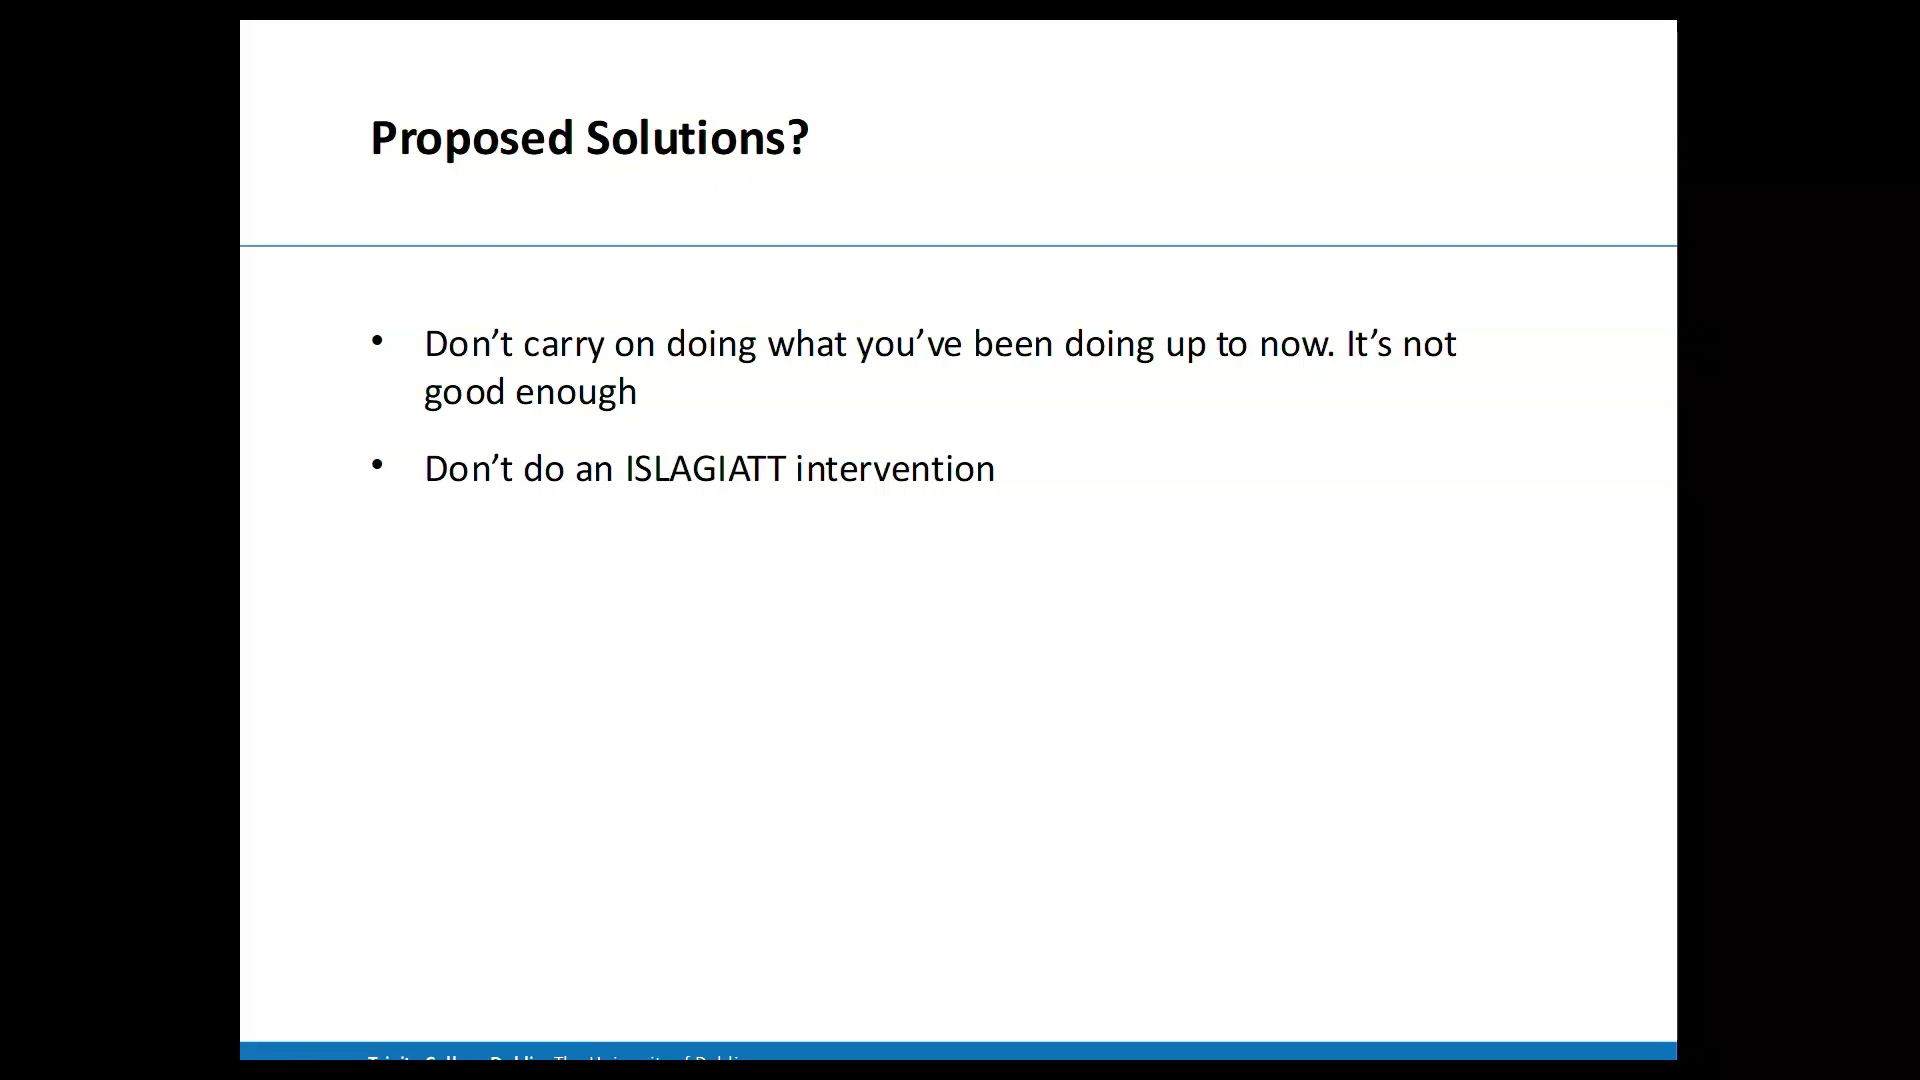 Proposed Solutions?
• Don’t carry on doing what you’ve been doing up to now. It’s not
good enough
• Don’t do an ISLAGIATT intervention
Trinity College Dublin, The University of Dublin